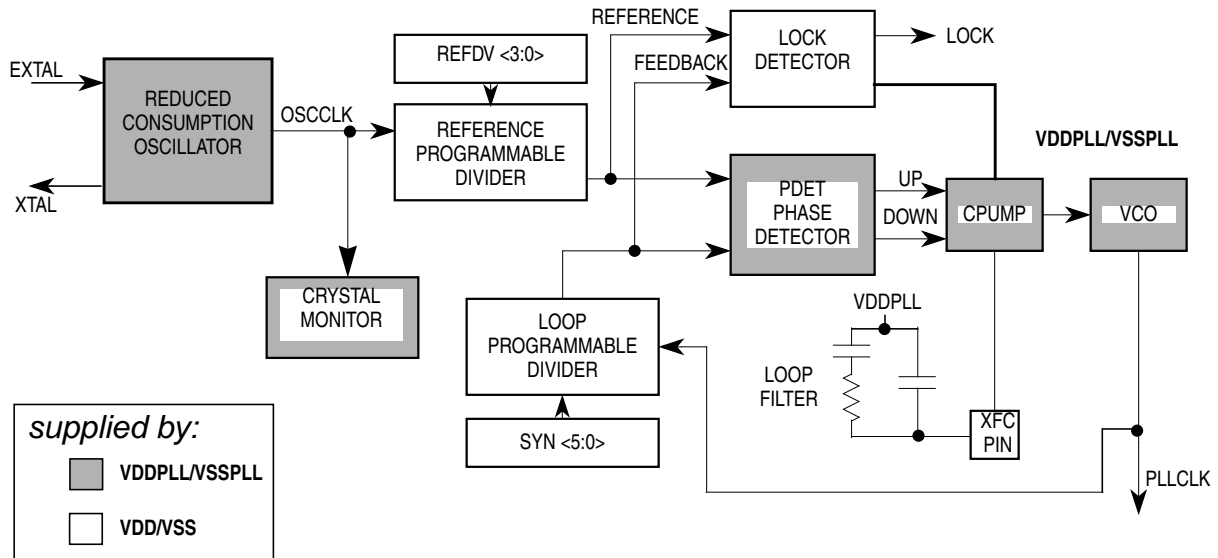 REFERENCE
REFDV <3:0>
LOCK
DETECTOR
LOCK
EXTAL
FEEDBACK
REDUCED
CONSUMPTION
OSCILLATOR
OSCCLK
REFERENCE
PROGRAMMABLE
DIVIDER
VDDPLL/VSSPLL
XTAL
PDET
PHASE
DETECTOR
UP
DOWN
CPUMP
VCO
CRYSTAL
MONITOR
LOOP
PROGRAMMABLE
DIVIDER
VDDPLL
LOOP
FILTER
SYN <5:0>
XFC
PIN
PLLCLK
supplied by:
VDDPLL/VSSPLL
VDD/VSS